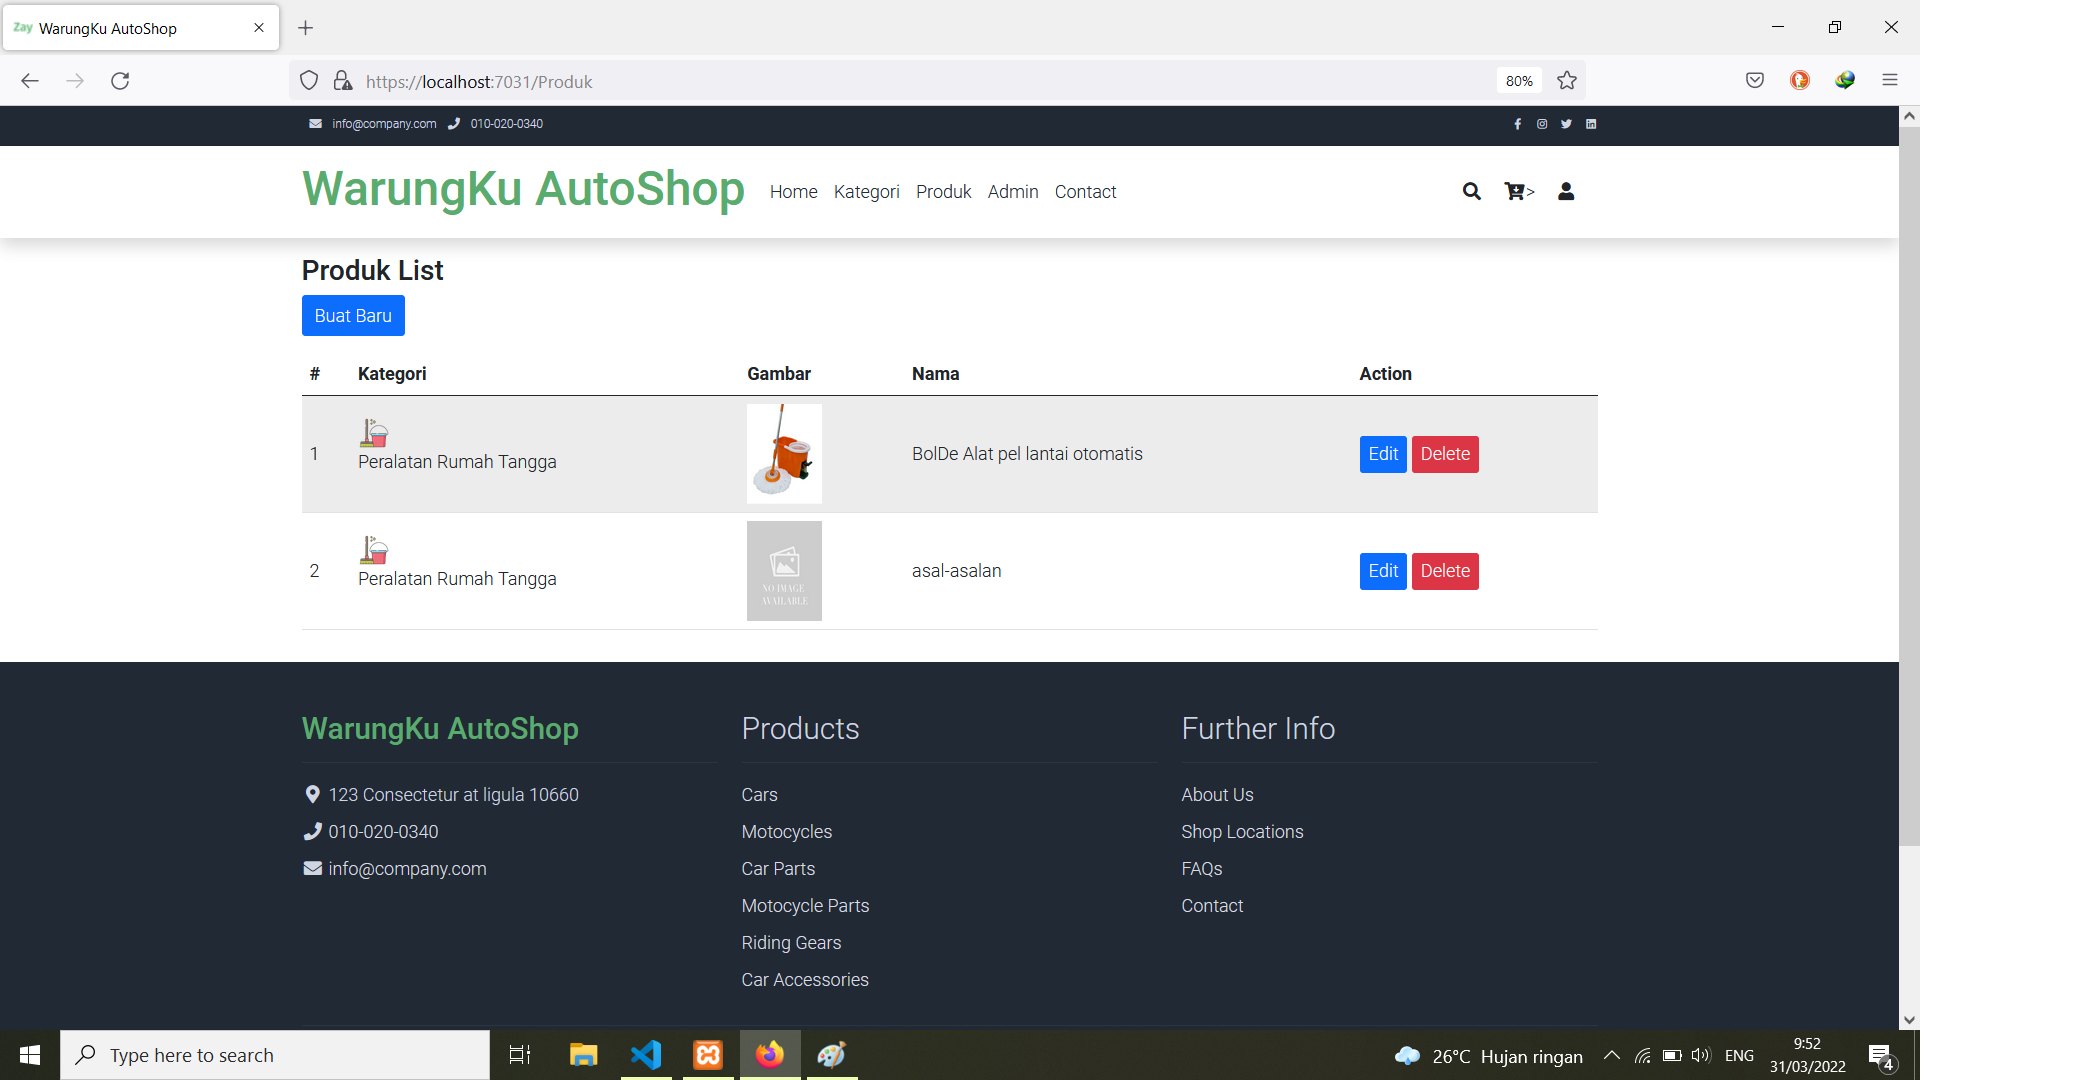 Zay WarungKu AutoShop
https://localhost:7031/Produk 80%
info@company.com 010-020-0340
WarungKu AutoShop Home Kategori Produk Admin Contact >
Produk List
Buat Baru
# Kategori Gambar Nama Action
1 Peralatan Rumah Tangga BolDe Alat pel lantai otomatis Edit Delete
NO IMAGE
AVAILABLE
2 Peralatan Rumah Tangga asal-asalan Edit Delete
WarungKu AutoShop
123 Consectetur at ligula 10660
010-020-0340
info@company.com
Products
Cars
Motocycles
Car Parts
Motocycle Parts
Riding Gears
Car Accessories
Further Info
About Us
Shop Locations
FAQs
Contact
Type here to search
26°C Hujan ringan
ENG
9:52
31/03/2022
4